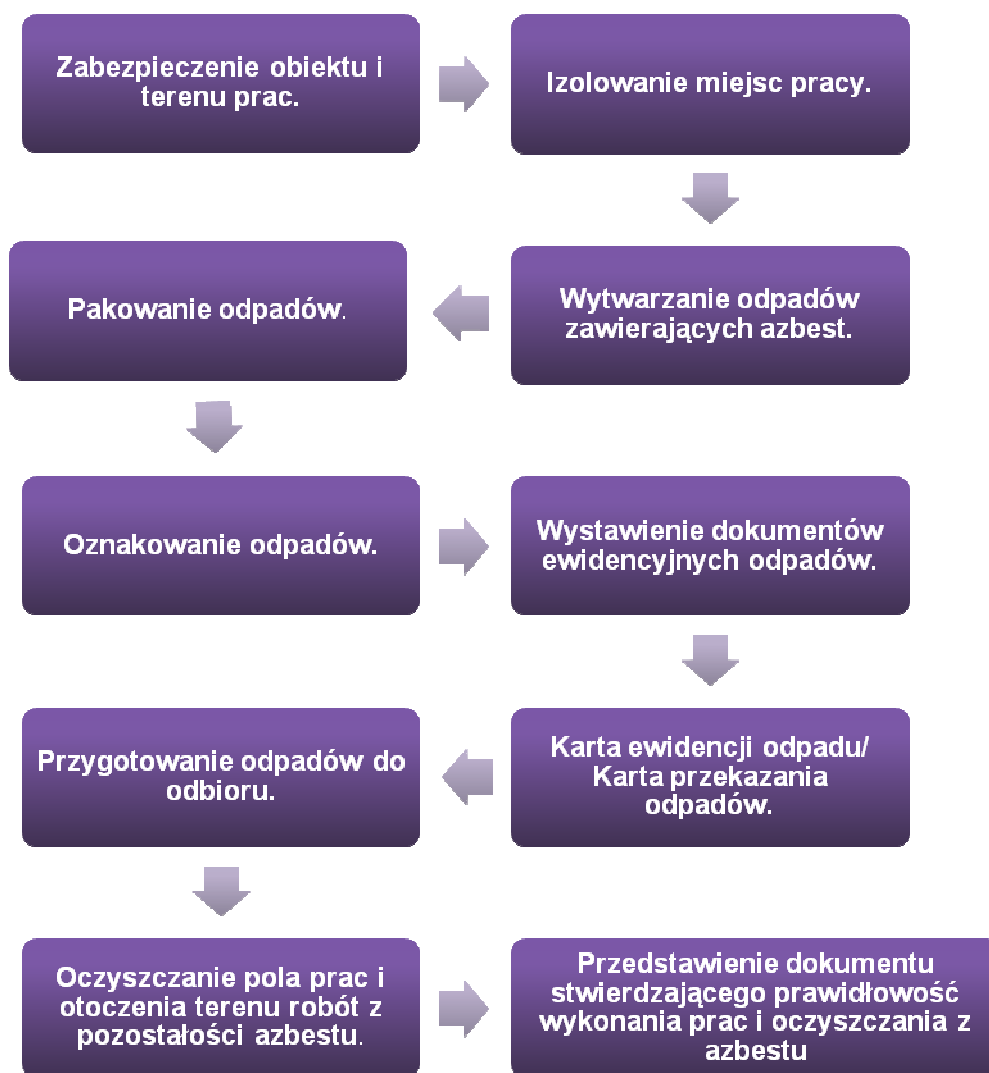 Zabezpieczenie obiektu i
terenu prac.
Izolowanie miejsc pracy.
Wytwarzanie odpadów
zawierających azbest.
Pakowanie odpadów.
Oznakowanie odpadów.
Wystawienie dokumentów
ewidencyjnych odpadów.
Karta ewidencji odpadu/
Karta przekazania
odpadów.
Przygotowanie odpadów do
odbioru.
Oczyszczanie pola prac i
otoczenia terenu robót z
pozostałości azbestu.
Przedstawienie dokumentu
stwierdzającego prawidłowość
wykonania prac i oczyszczania z
azbestu